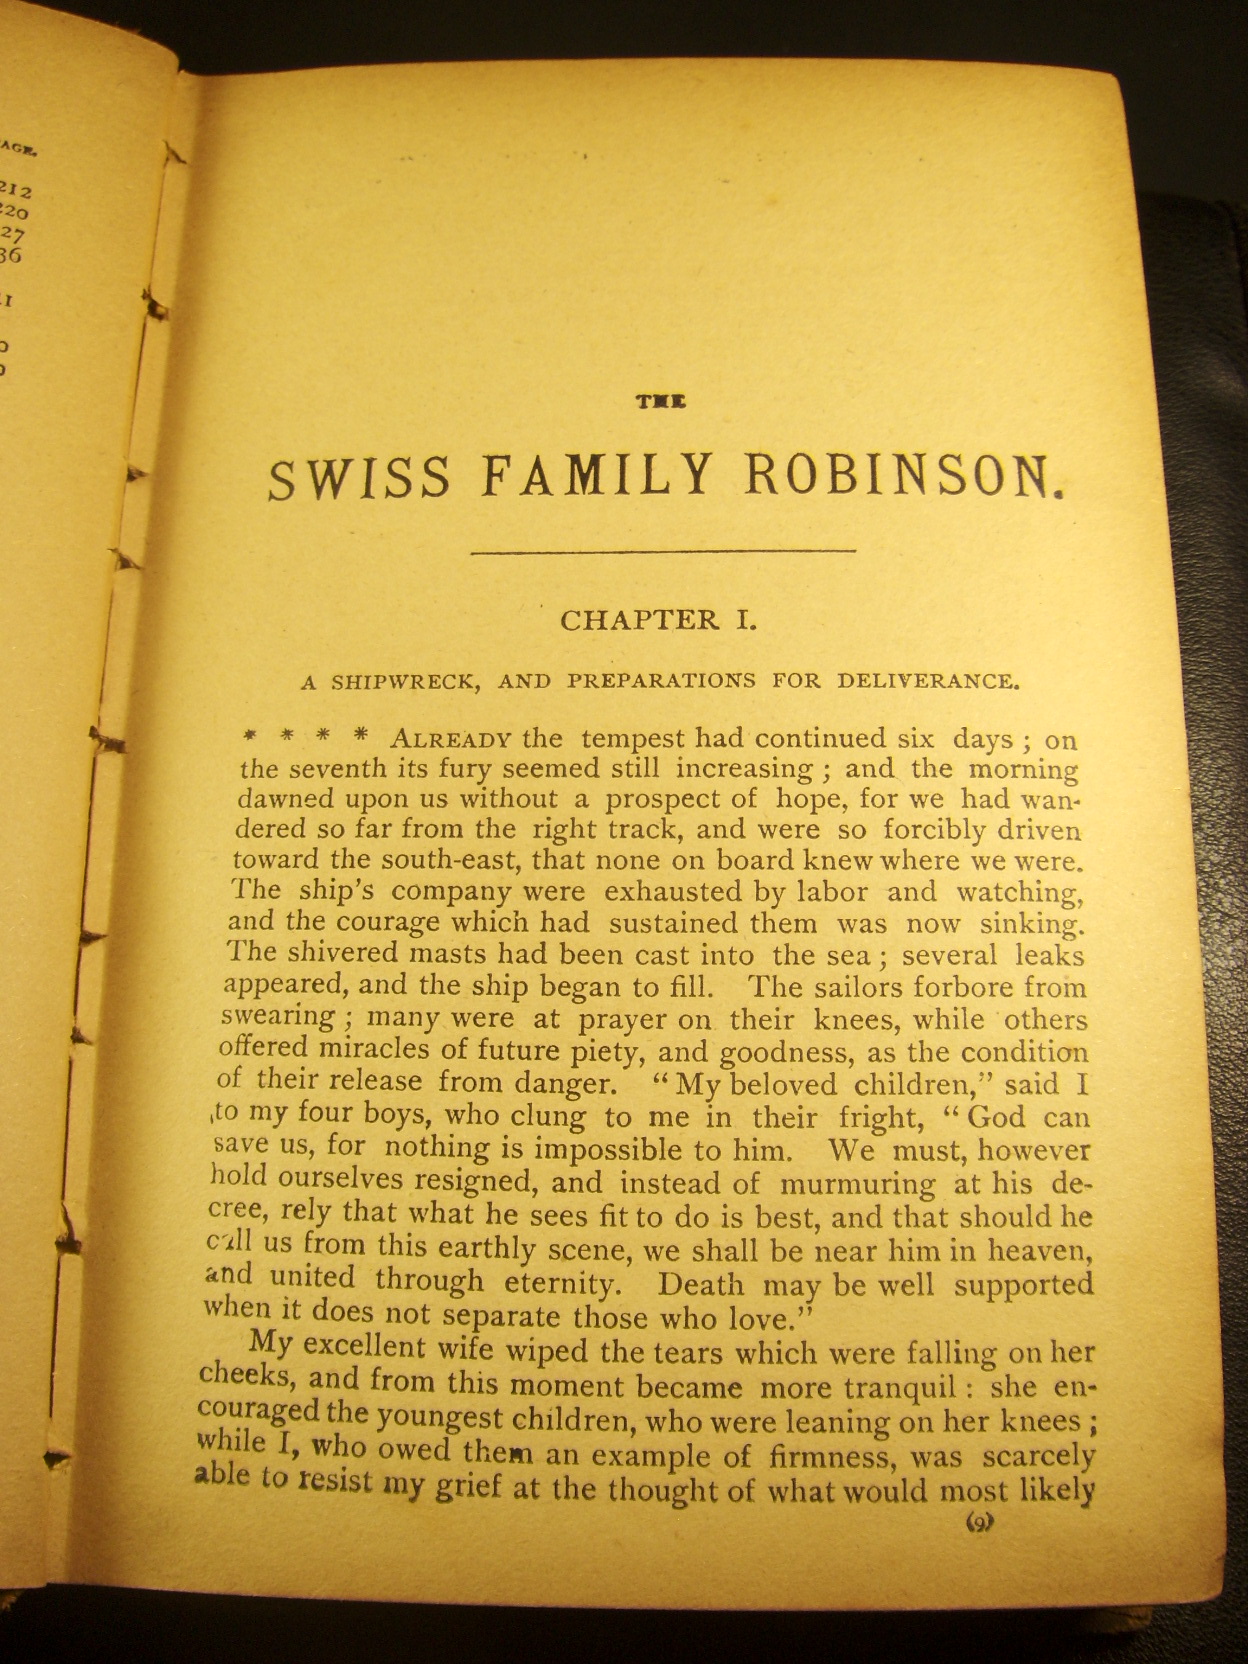 AGE.
212
220
27
36
THE
SWISS FAMILY ROBINSON.
CHAPTER I.
A SHIPWRECK, AND PREPARATIONS FOR DELIVERANCE.
* * * * ALREADY the tempest had continued six days ; on
the seventh its fury seemed still increasing ; and the morning
dawned upon us without a prospect of hope, for we had wan-
dered so far from the right track, and were so forcibly driven
toward the south-east, that none on board knew where we were.
The ship's company were exhausted by labor and watching,
and the courage which had sustained them was now sinking.
The shivered masts had been cast into the sea ; several leaks
appeared, and the ship began to fill. The sailors forbore from
swearing ; many were at prayer on their knees, while others
offered miracles of future piety, and goodness, as the condition
of their release from danger. “ My beloved children,” said I
to my four boys, who clung to me in their fright, “ God can
save us, for nothing is impossible to him. We must, however
hold ourselves resigned, and instead of murmuring at his de-
cree, rely that what he sees fit to do is best, and that should he
call us from this earthly scene, we shall be near him in heaven,
and united through eternity. Death may be well supported
when it does not separate those who love.”
My excellent wife wiped the tears which were falling on her
cheeks, and from this moment became more tranquil : she en-
couraged the youngest children, who were leaning on her knees ;
while I, who owed them an example of firmness, was scarcely
able to resist my grief at the thought of what would most likely
(9)